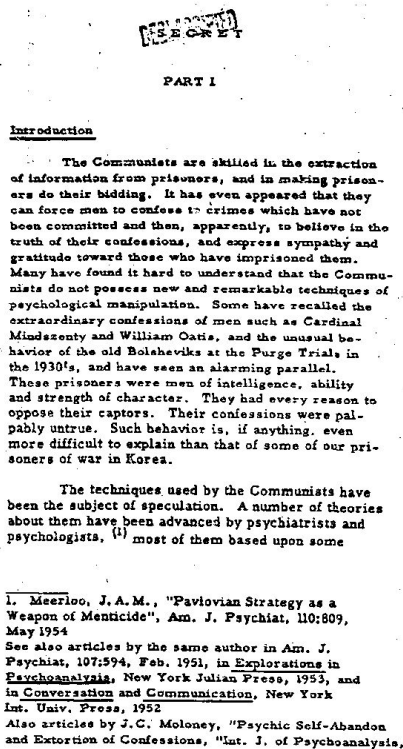 SECRET
PART I
Introduction
The Communists are skilled in the extraction
of information from prisoners, and in making prison-
ers do their bidding. It has even appeared that they
can force men to confess to crimes which have not
been committed and then, apparently, to believe in the
truth of their confessions, and express sympathy and
gratitude toward those who have imprisoned them.
Many have found it hard to understand that the Commu-
nists do not possess new and remarkable techniques of
psychological manipulation. Some have recalled the
extraordinary confessions of men such as Cardinal
Mindszenty and William Oatis, and the unusual be-
havior of the old Bolsheviks at the Purge Trials in
the 1930's, and have seen an alarming parallel.
These prisoners were men of intelligence, ability
and strength of character. They had every reason to
oppose their captors. Their confessions were pal-
pably untrue. Such behavior is, if anything, even
more difficult to explain than that of some of our pri-
soners of war in Korea.
The techniques used by the Communists have
been the subject of speculation. A number of theories
about them have been advanced by psychiatrists and
psychologists, (1) most of them based upon some
1. Meerloo, J. A. M., "Pavlovian Strategy as a
Weapon of Menticide", Am. J. Psychiat, 110:809,
May 1954
See also articles by the same author in Am. J.
Psychiat, 107:594, Feb. 1951, in Explorations in
Psychoanalysis, New York Julian Press, 1953, and
in Conversation and Communication, New York
Int. Univ. Press, 1952
Also articles by J.C. Moloney, "Psychic Self-Abandon
and Extortion of Confessions, "Int. J. of Psychoanalysis,